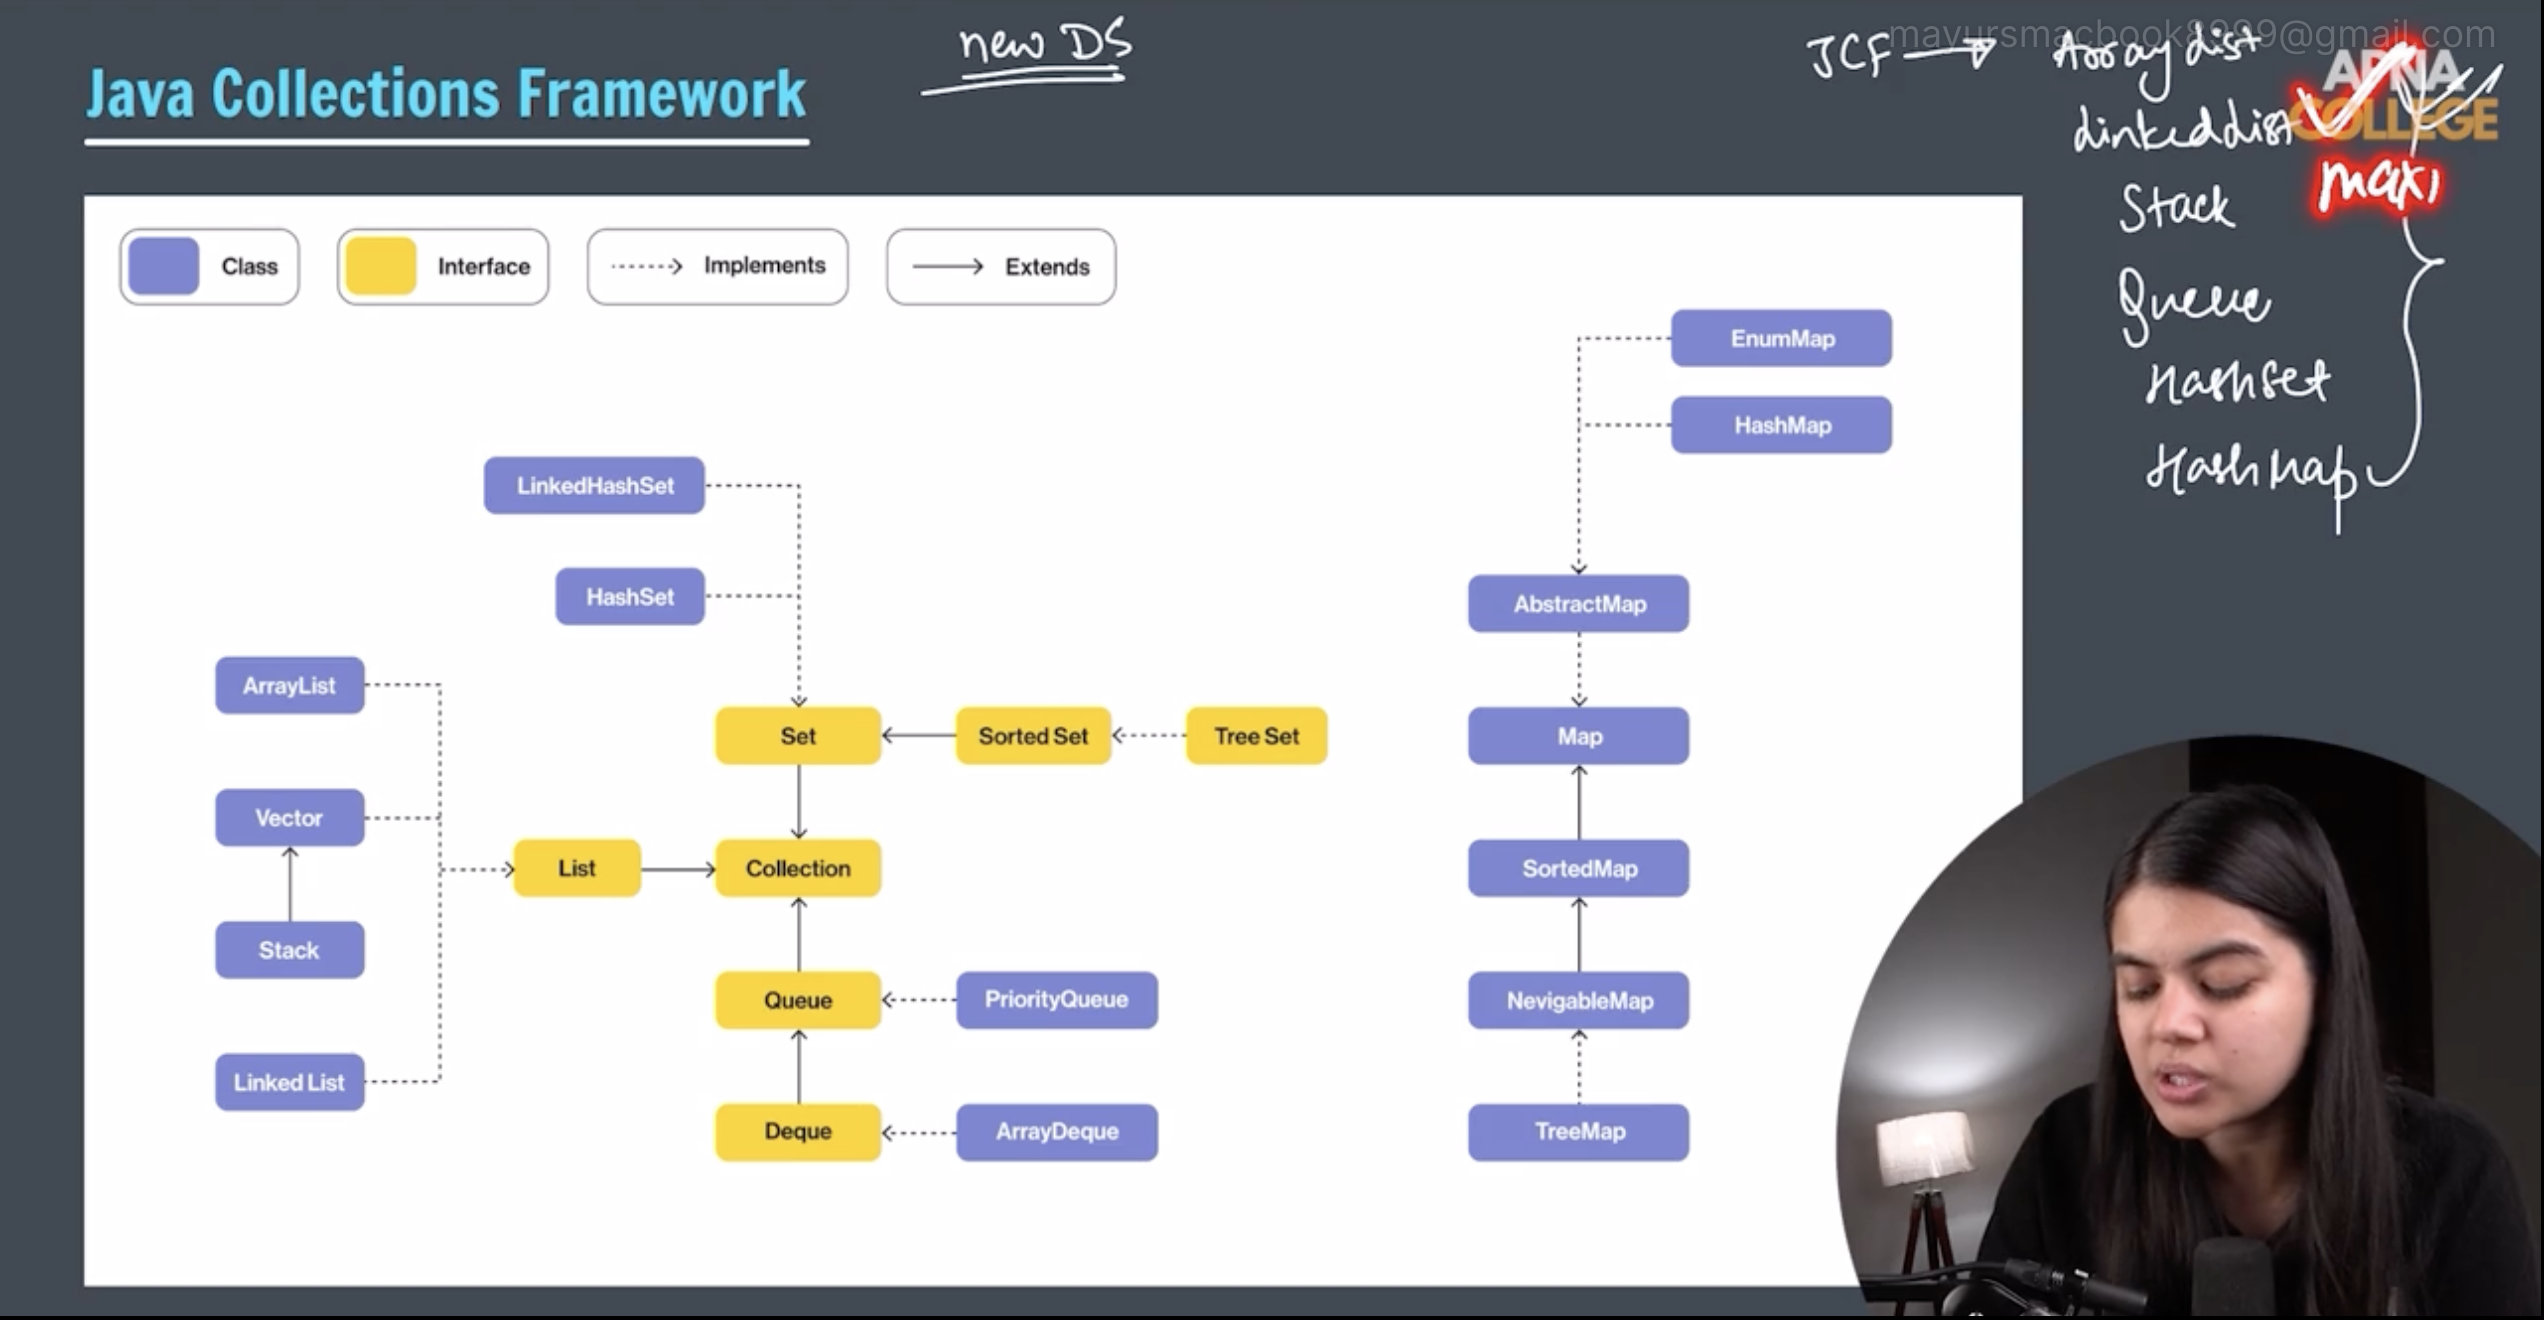 new DS
mayursmacbook8999@gmail.com
JCF → ArrayList
APNA
COLLEGE
Java Collections Framework
LinkedList
maxi
Stack
Queue
HashSet
HashMap
Class
Interface
Implements
Extends
EnumMap
HashMap
LinkedHashSet
HashSet
AbstractMap
ArrayList
Set
Sorted Set
Tree Set
Map
Vector
List
Collection
SortedMap
Stack
Queue
PriorityQueue
NevigableMap
Linked List
Deque
ArrayDeque
TreeMap